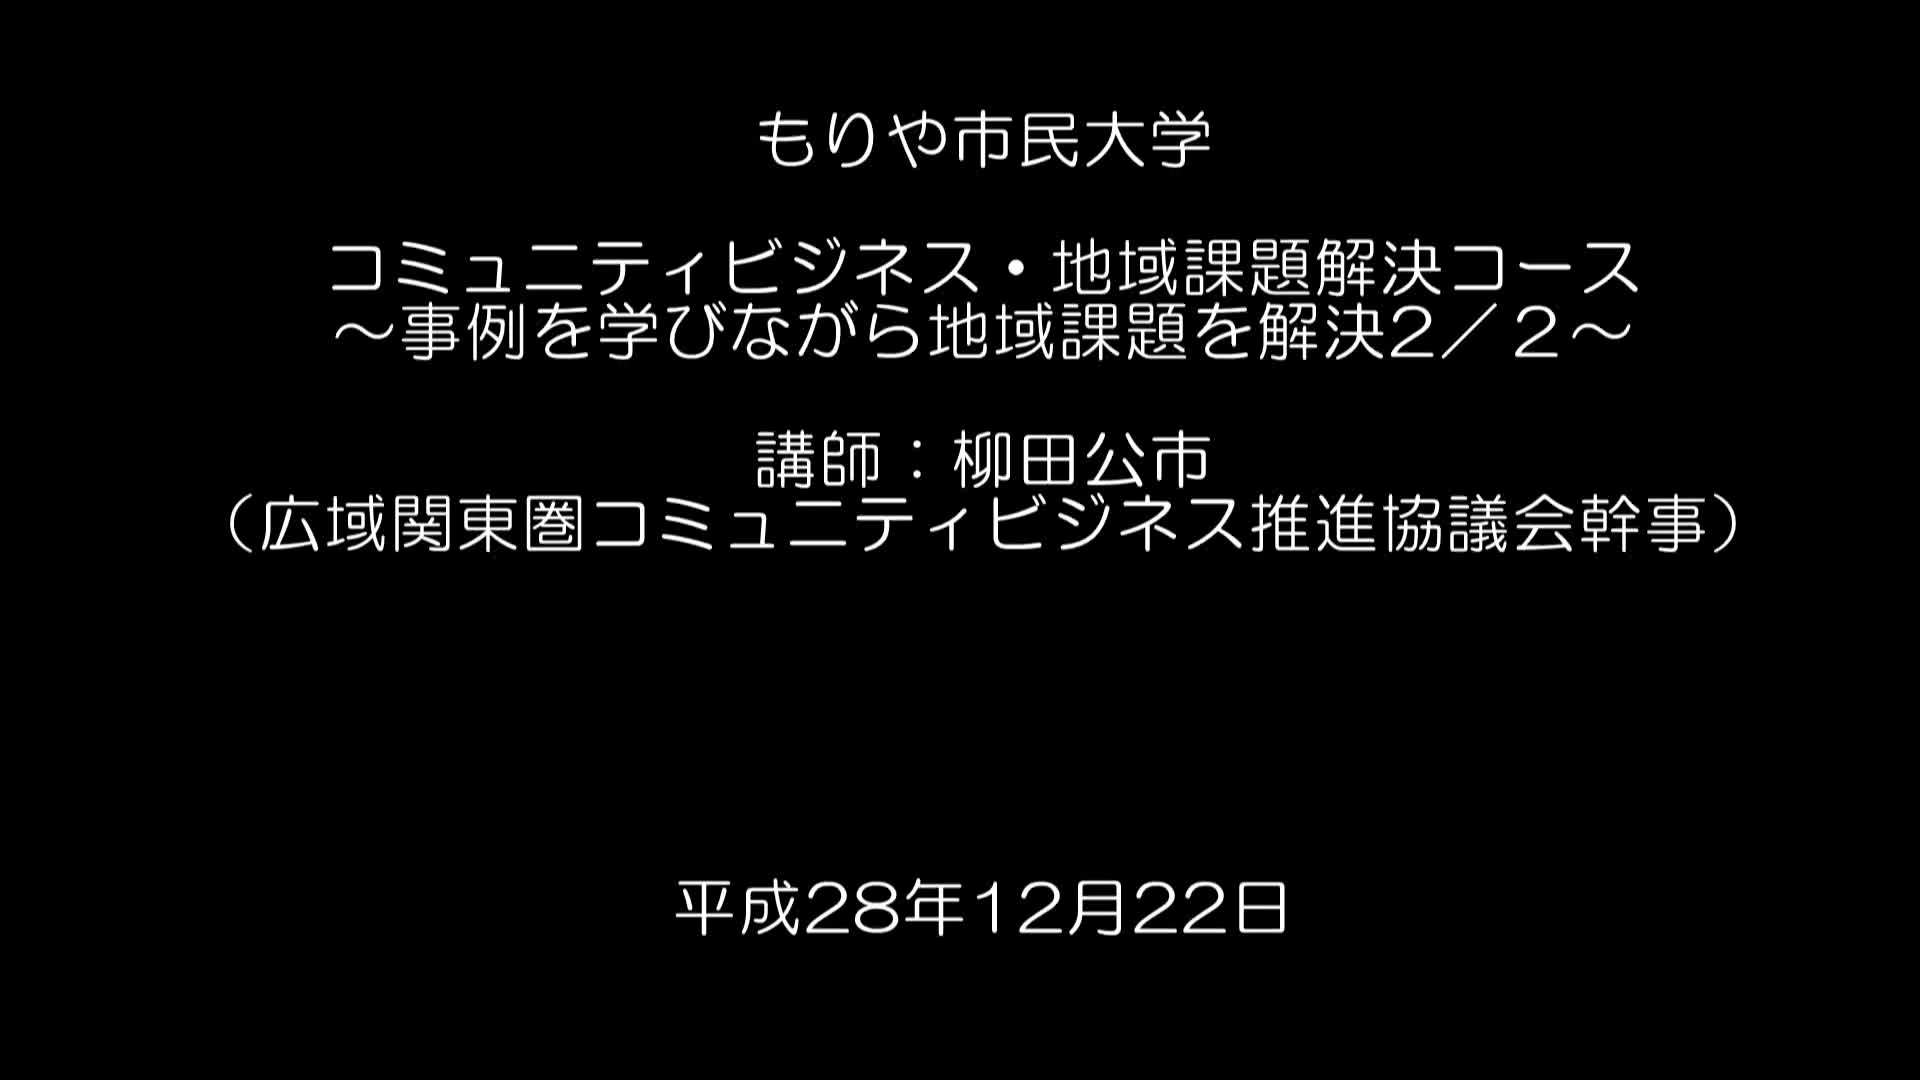 もりや市民大学
コミュニティビジネス・地域課題解決コース
～事例を学びながら地域課題を解決2／２～
講師：柳田公市
（広域関東圏コミュニティビジネス推進協議会幹事）
平成28年12月22日